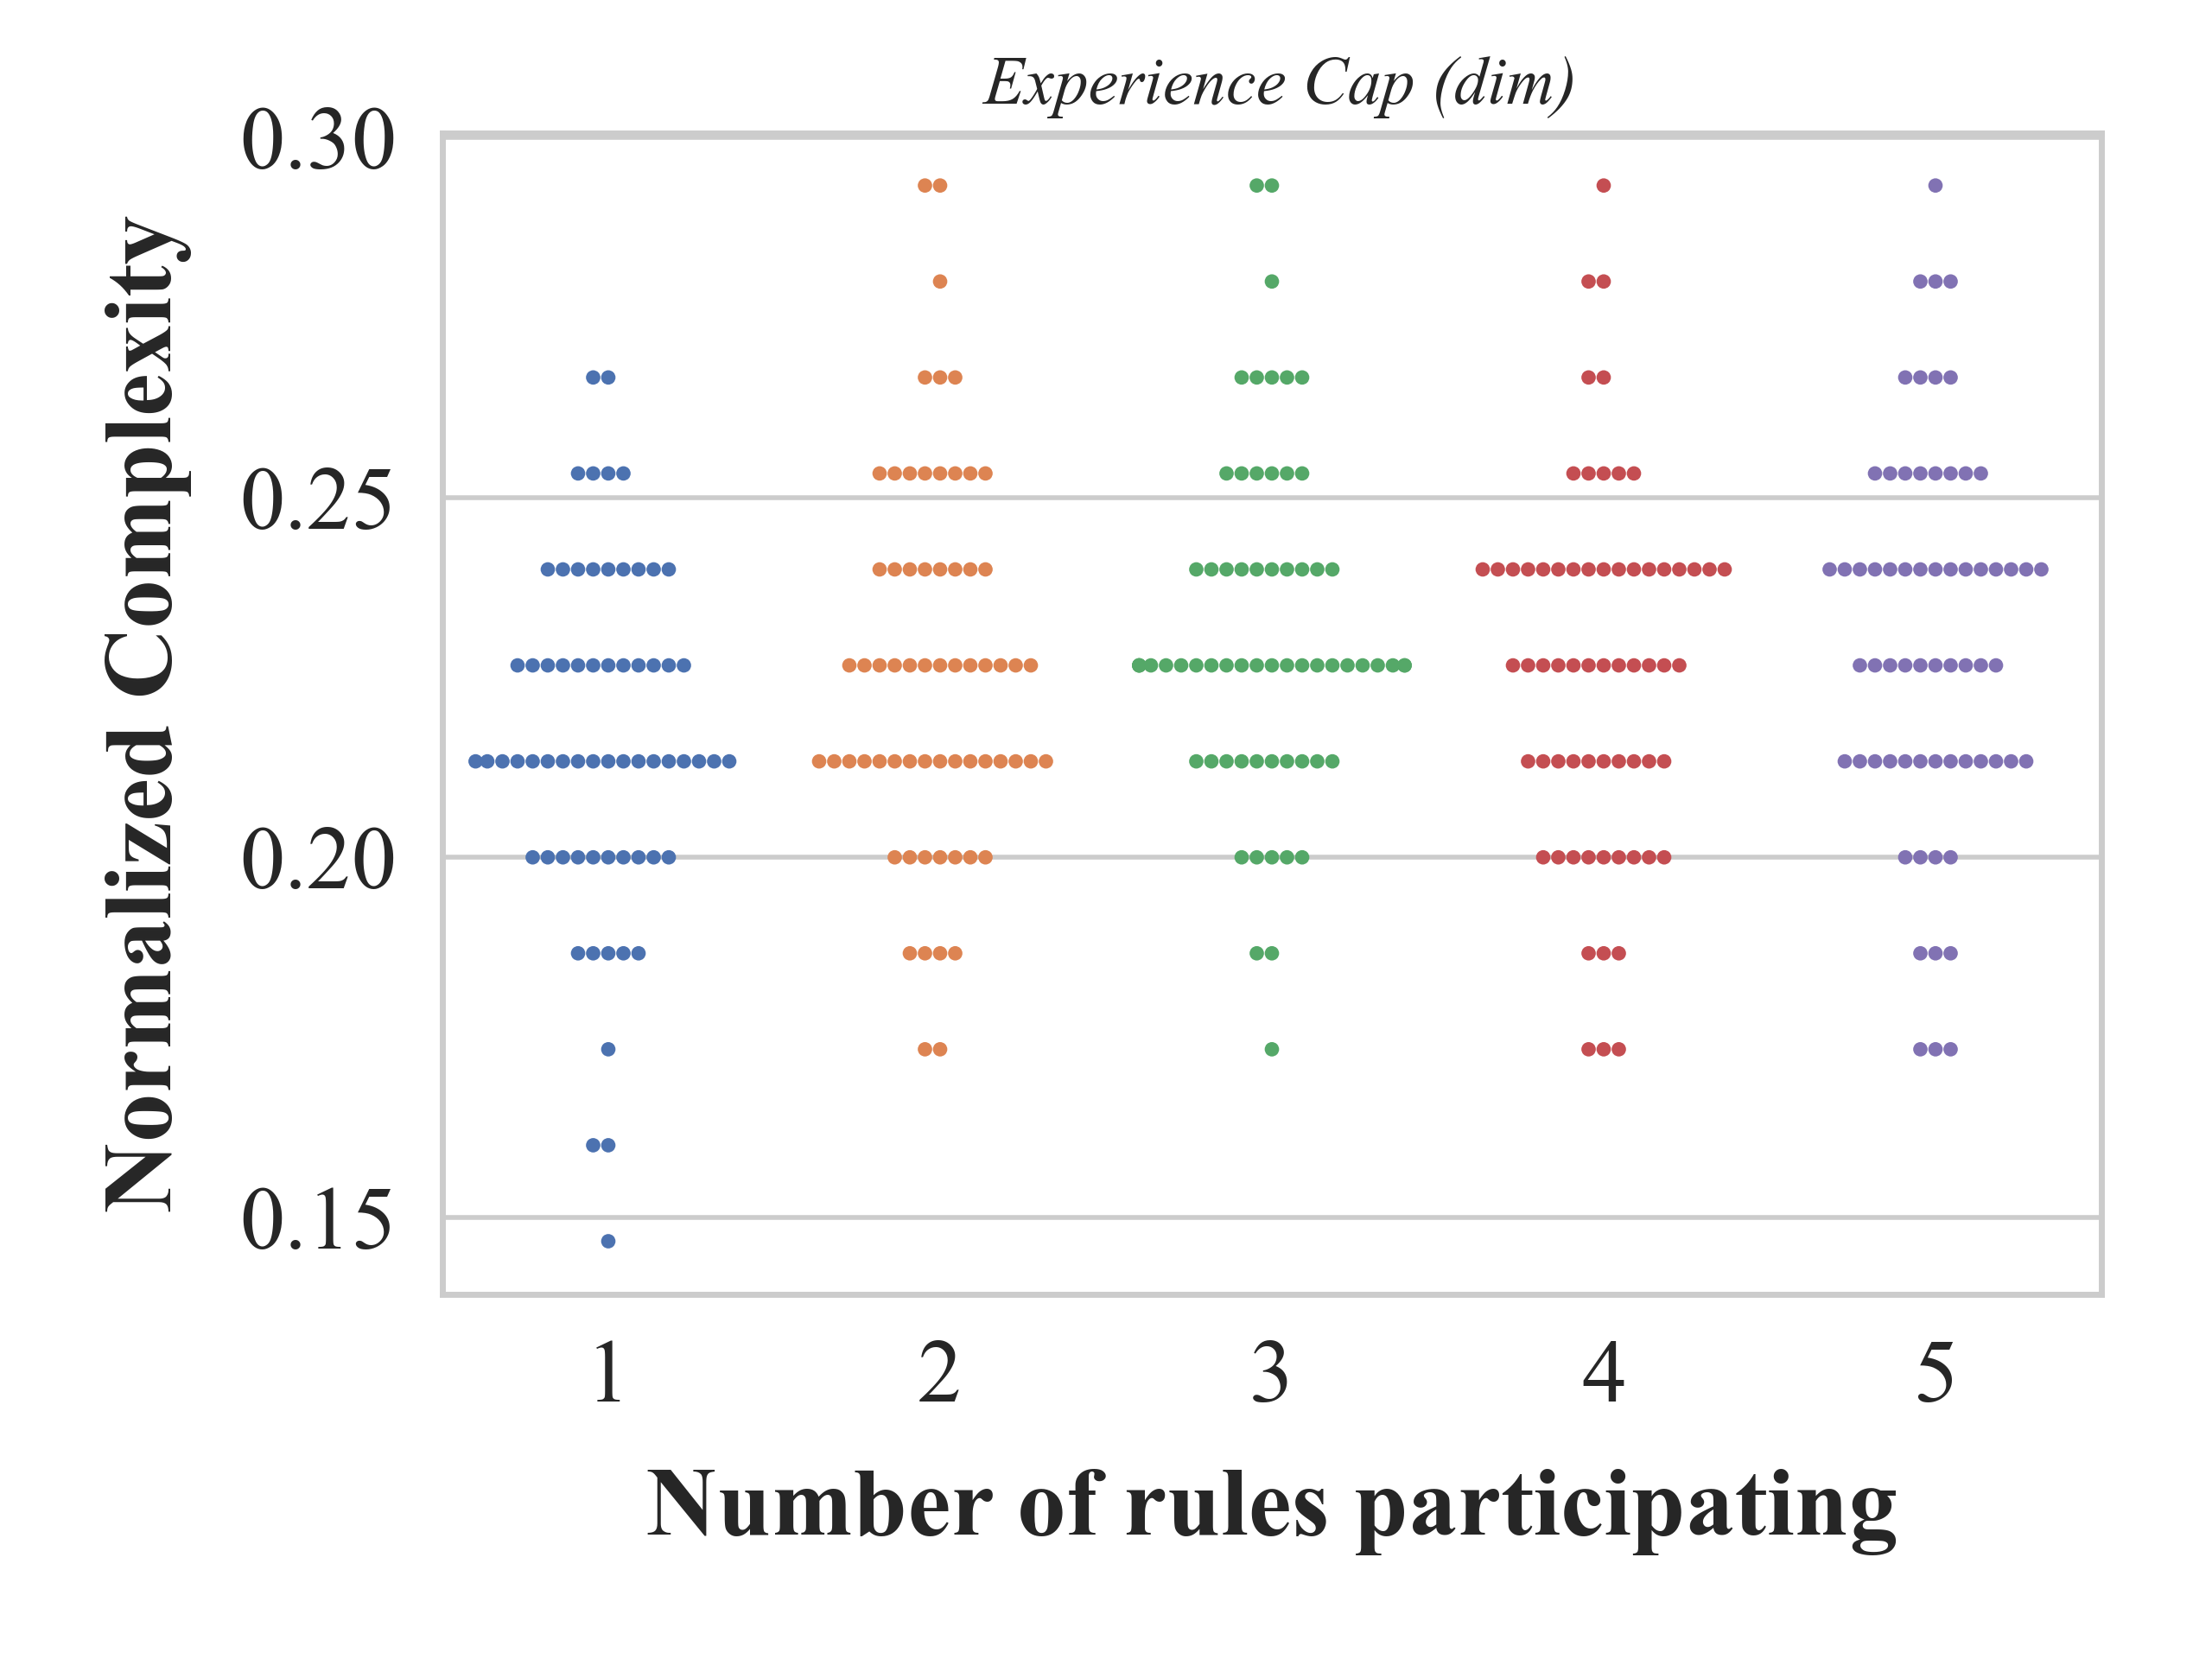 Experience Cap (dim)
0.30
0.25
0.20
0.15
Normalized Complexity
1 2 3 4 5
Number of rules participating